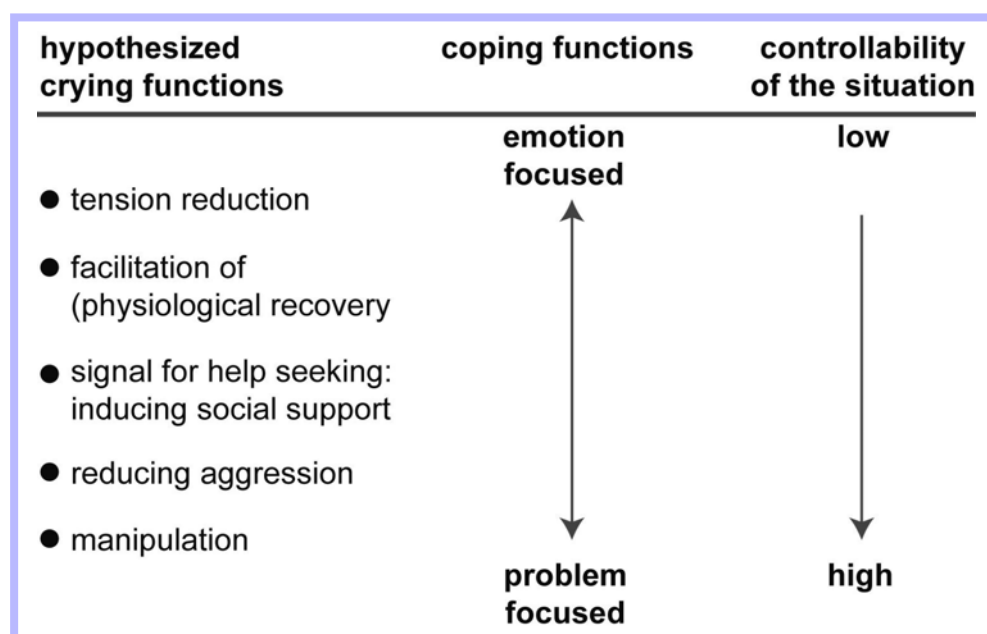 hypothesized
crying functions
coping functions
controllability
of the situation
emotion
focused
low
● tension reduction
● facilitation of
(physiological recovery
● signal for help seeking:
inducing social support
● reducing aggression
● manipulation
problem
focused
high